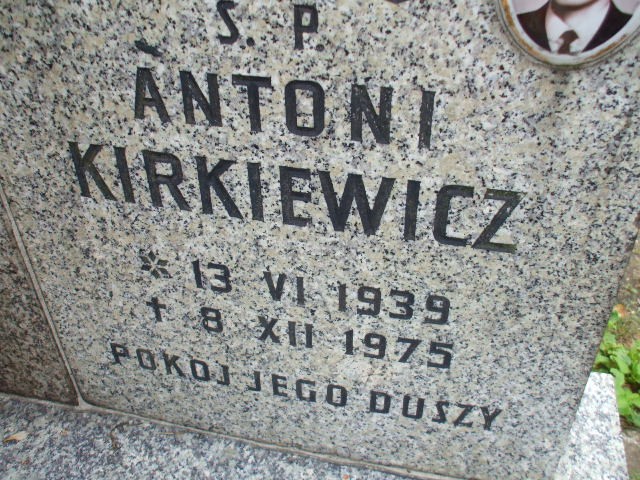 Ś. P.
ANTONI
KIRKIEWICZ
* 13 VI 1939
† 8 XII 1975
POKÓJ JEGO DUSZY